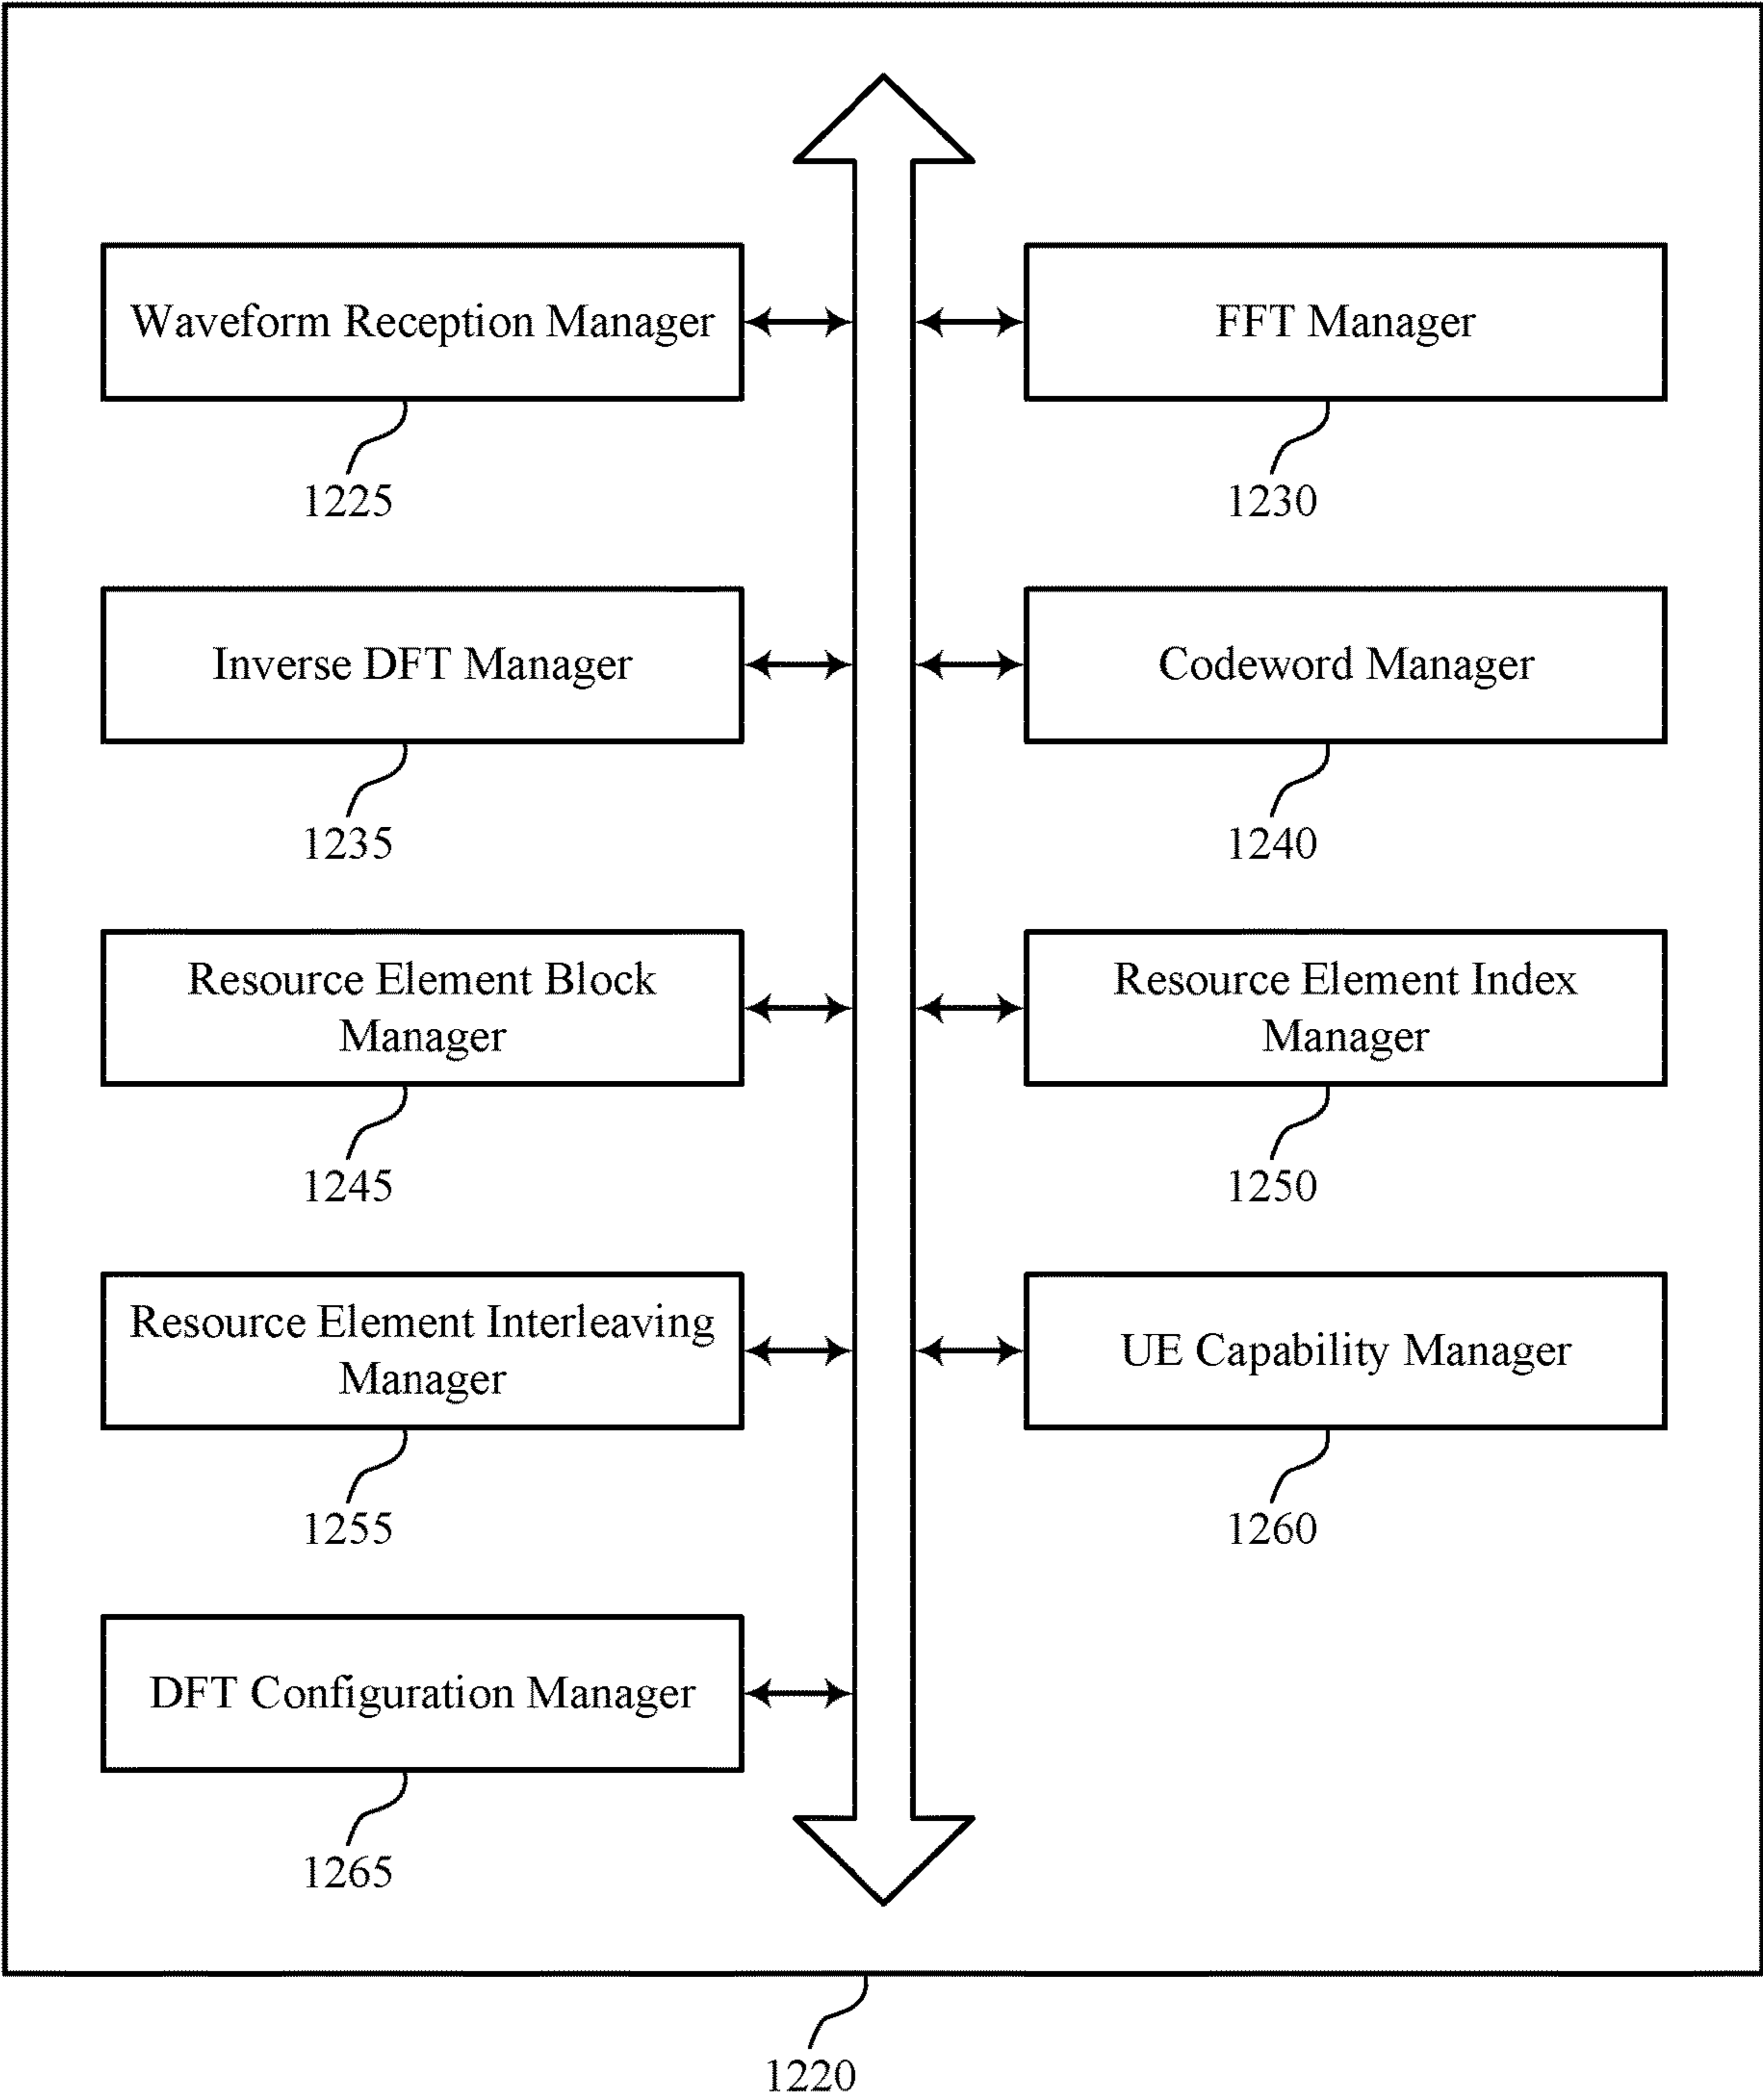 Waveform Reception Manager
FFT Manager
1225
1230
Inverse DFT Manager
Codeword Manager
1235
1240
Resource Element Block
Manager
Resource Element Index
Manager
1245
1250
Resource Element Interleaving
Manager
UE Capability Manager
1255
1260
DFT Configuration Manager
1265
1220